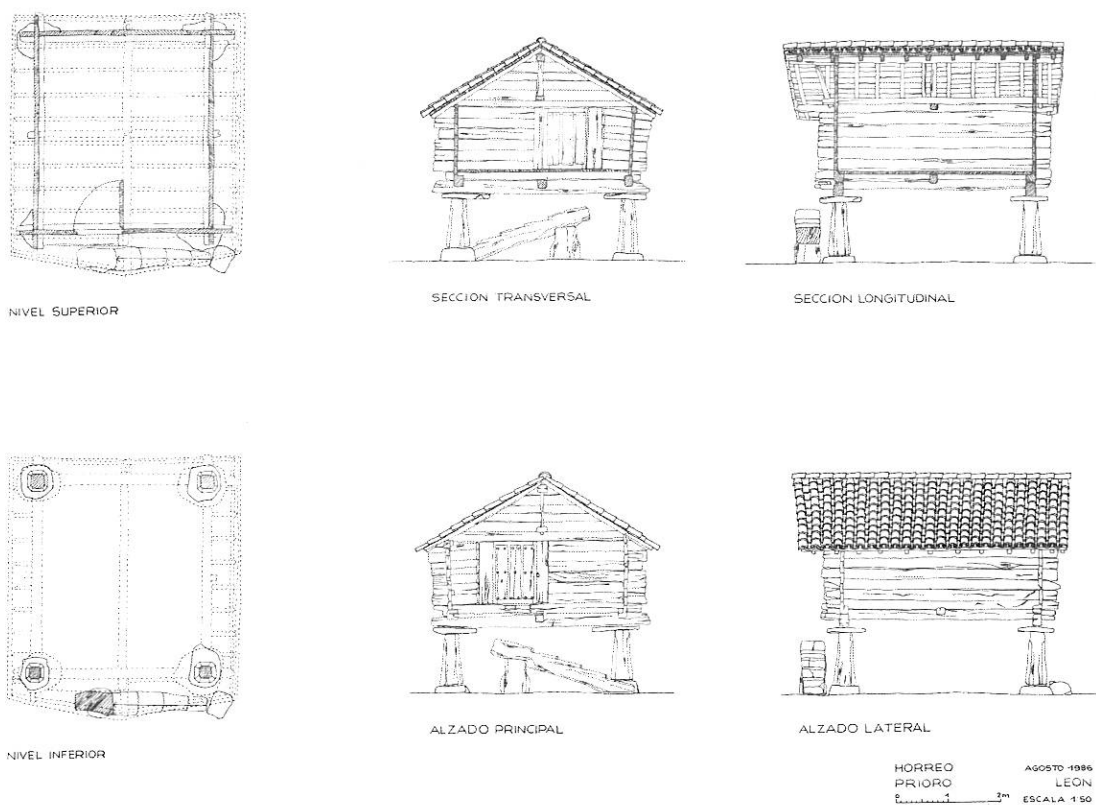 NIVEL SUPERIOR
SECCION TRANSVERSAL
SECCION LONGITUDINAL
NIVEL INFERIOR
ALZADO PRINCIPAL
ALZADO LATERAL
HORREO AGOSTO 1986
PRIORO LEON
0 1 2m ESCALA 1:50